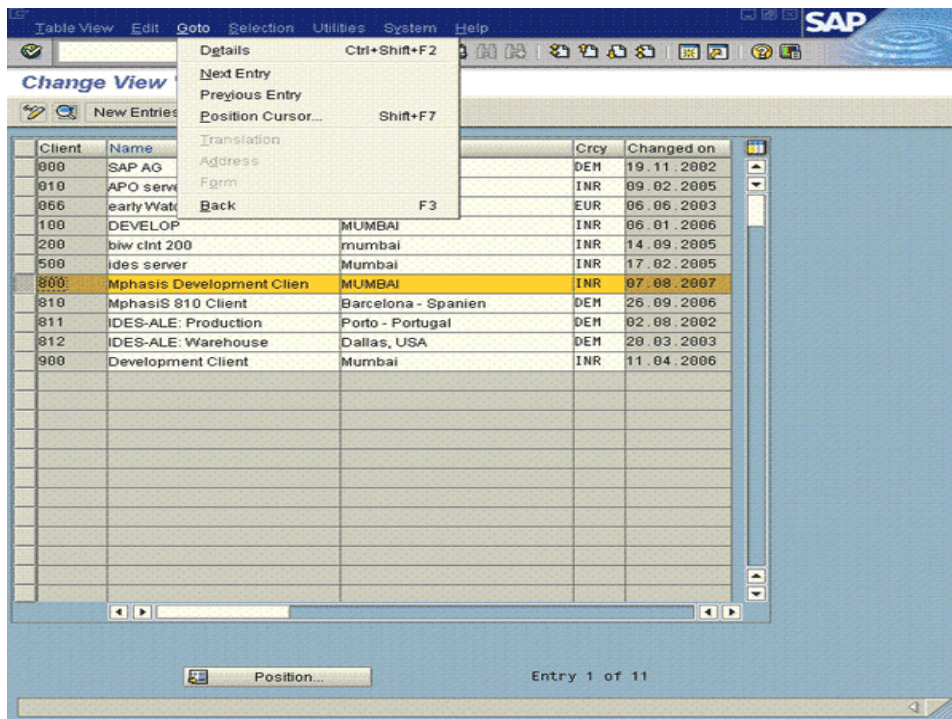 Table View Edit Goto Selection Utilities System Help
SAP
Details Ctrl+Shift+F2
Next Entry
Previous Entry
Position Cursor... Shift+F7
Translation
Address
Form
Back F3
Change View
New Entries
Client Name Crcy Changed on
000 SAP AG DEM 19.11.2002
010 APO serve INR 09.02.2005
066 early Watc EUR 06.06.2003
100 DEVELOP MUMBAI INR 06.01.2006
200 biw clnt 200 mumbai INR 14.09.2005
500 ides server Mumbai INR 17.02.2005
800 Mphasis Development Clien MUMBAI INR 07.08.2007
810 MphasiS 810 Client Barcelona - Spanien DEM 26.09.2006
811 IDES-ALE: Production Porto - Portugal DEM 02.08.2002
812 IDES-ALE: Warehouse Dallas, USA DEM 20.03.2003
900 Development Client Mumbai INR 11.04.2006
Position... Entry 1 of 11